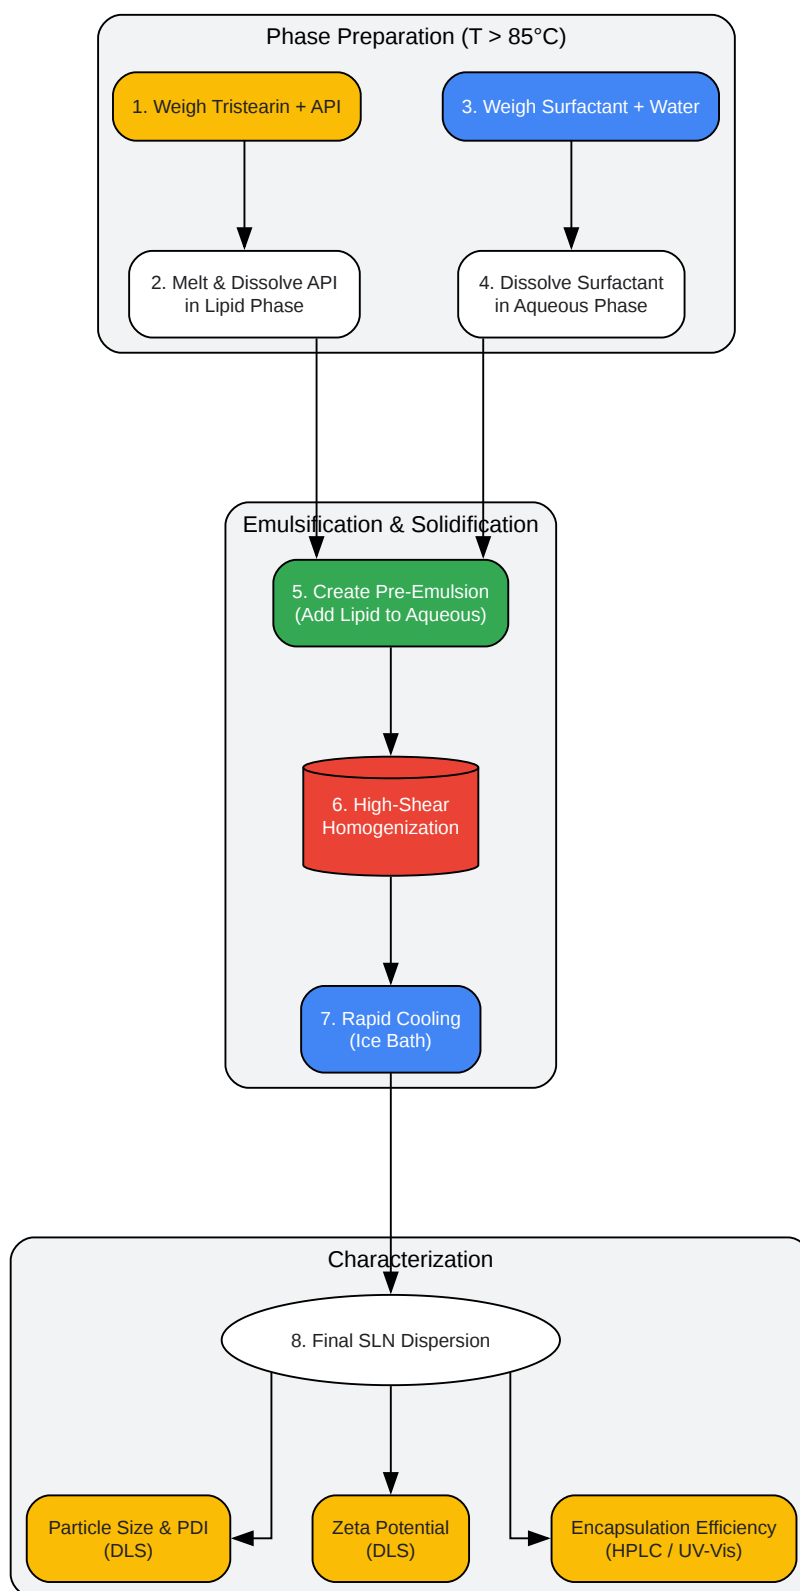 Phase Preparation (T > 85°C)
1. Weigh Tristearin + API
3. Weigh Surfactant + Water
2. Melt & Dissolve API
in Lipid Phase
4. Dissolve Surfactant
in Aqueous Phase
Emulsification & Solidification
5. Create Pre-Emulsion
(Add Lipid to Aqueous)
6. High-Shear
Homogenization
7. Rapid Cooling
(Ice Bath)
Characterization
8. Final SLN Dispersion
Particle Size & PDI
(DLS)
Zeta Potential
(DLS)
Encapsulation Efficiency
(HPLC / UV-Vis)